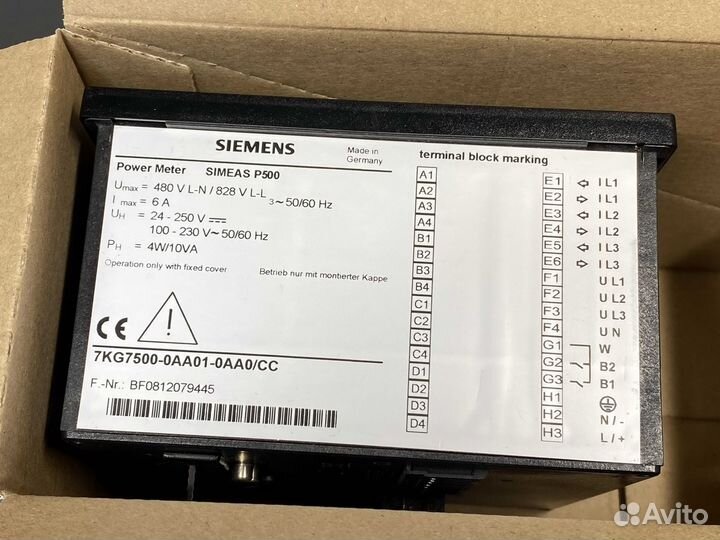 SIEMENS
Made in
Germany
Power Meter SIMEAS P500
Umax = 480 V L-N / 828 V L-L 3~ 50/60 Hz
I max = 6 A
UH = 24 - 250 V
100 - 230 V~ 50/60 Hz
PH = 4W/10VA
Operation only with fixed cover
Betrieb nur mit montierter Kappe
CE
7KG7500-0AA01-0AA0/CC
F.-Nr.: BF0812079445
terminal block marking
A1
A2
A3
A4
B1
B2
B3
B4
C1
C2
C3
C4
D1
D2
D3
D4
E1 I L1
E2 I L1
E3 I L2
E4 I L2
E5 I L3
E6 I L3
F1 U L1
F2 U L2
F3 U L3
F4 U N
G1 W
G2 B2
G3 B1
H1
H2 N / -
H3 L / +
Avito